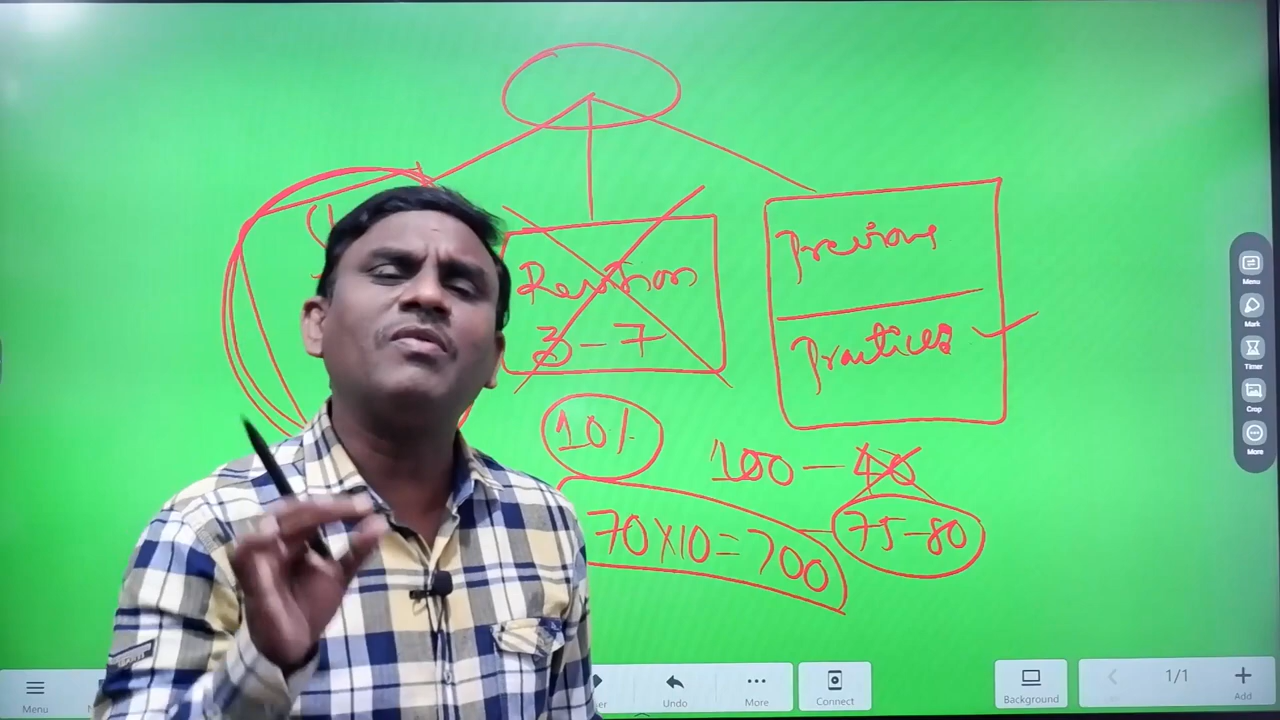 Revision
3-7
Previous
Practices
10%
100 - 40
75-80
70×10=700
Menu
Mark
Timer
Crop
More
Menu
Undo
More
Connect
Background
1/1
Add